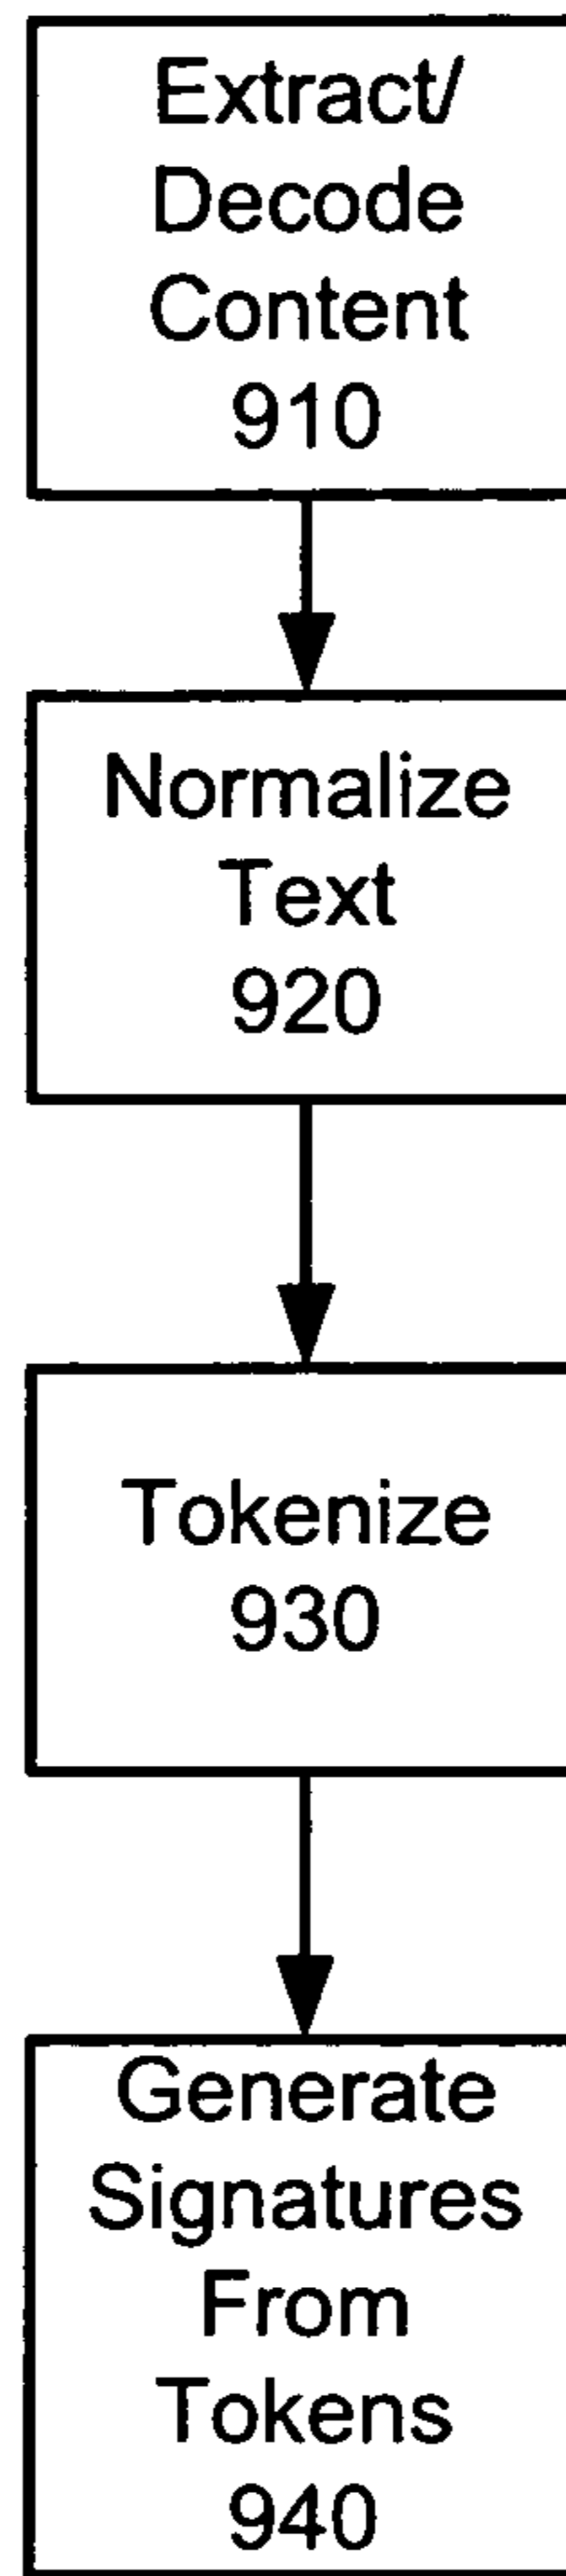 Extract/
Decode
Content
910
Normalize
Text
920
Tokenize
930
Generate
Signatures
From
Tokens
940